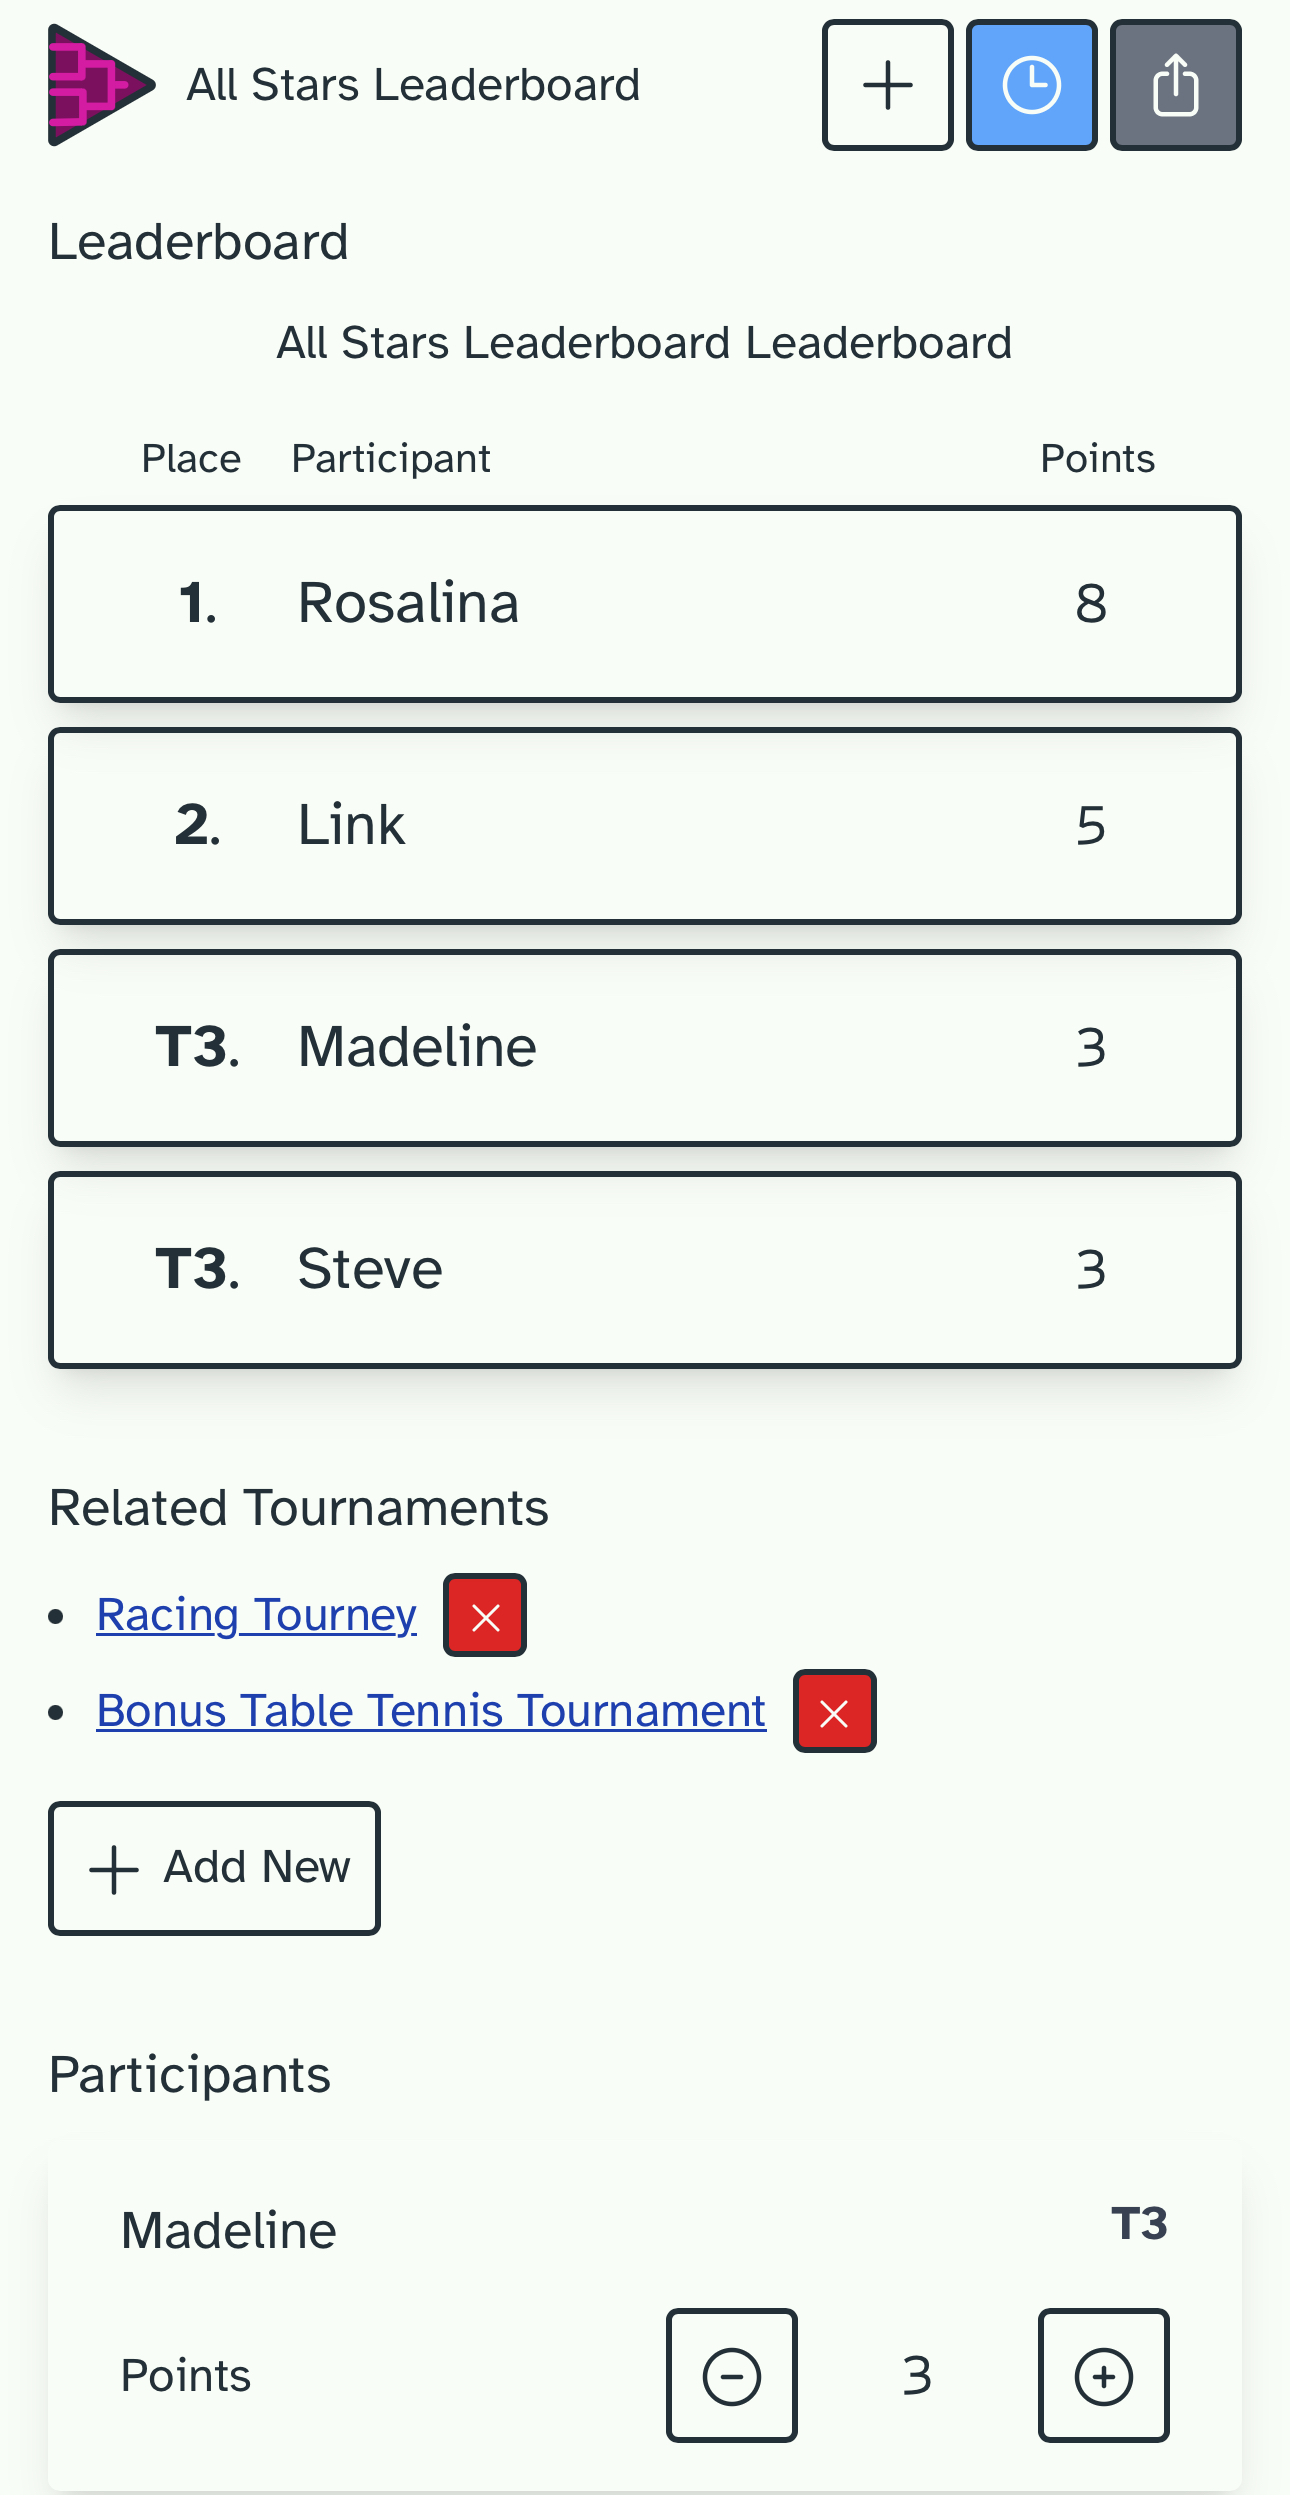 All Stars Leaderboard
Leaderboard
All Stars Leaderboard Leaderboard
Place Participant Points
1. Rosalina 8
2. Link 5
T3. Madeline 3
T3. Steve 3
Related Tournaments
Racing Tourney
Bonus Table Tennis Tournament
Add New
Participants
Madeline T3
Points 3